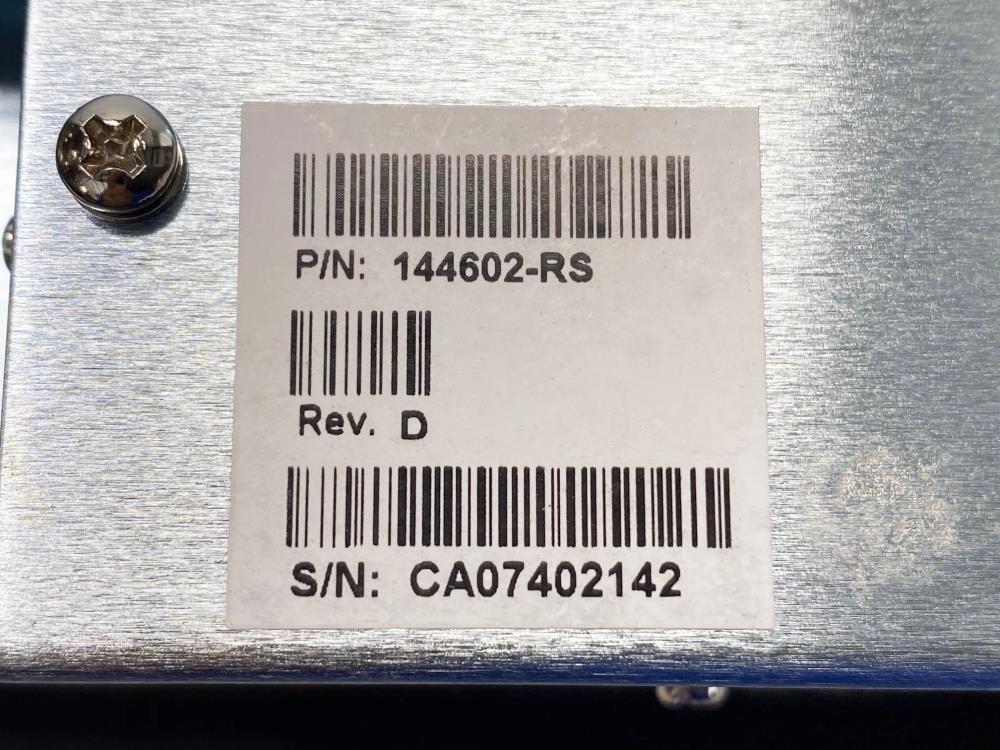 P/N: 144602-RS
Rev. D
S/N: CA07402142